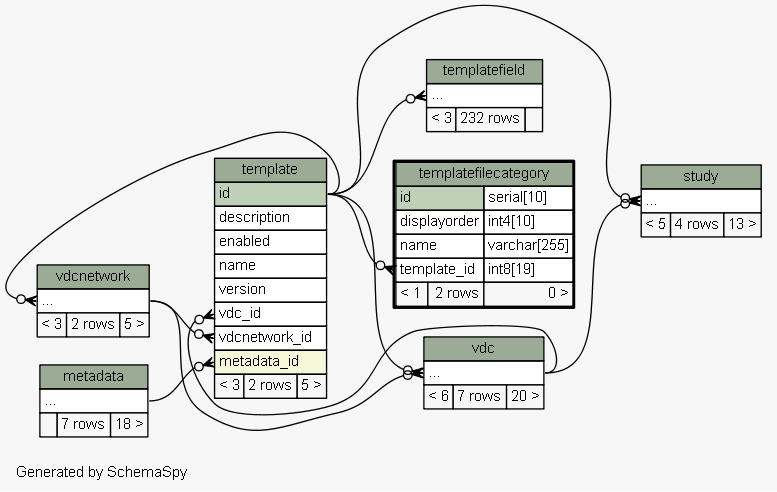 templatefield
...
< 3 232 rows
template
id
description
enabled
name
version
vdc_id
vdcnetwork_id
metadata_id
< 3 2 rows 5 >
templatefilecategory
id serial[10]
displayorder int4[10]
name varchar[255]
template_id int8[19]
< 1 2 rows 0 >
study
...
< 5 4 rows 13 >
vdcnetwork
...
< 3 2 rows 5 >
metadata
...
7 rows 18 >
vdc
...
< 6 7 rows 20 >
Generated by SchemaSpy